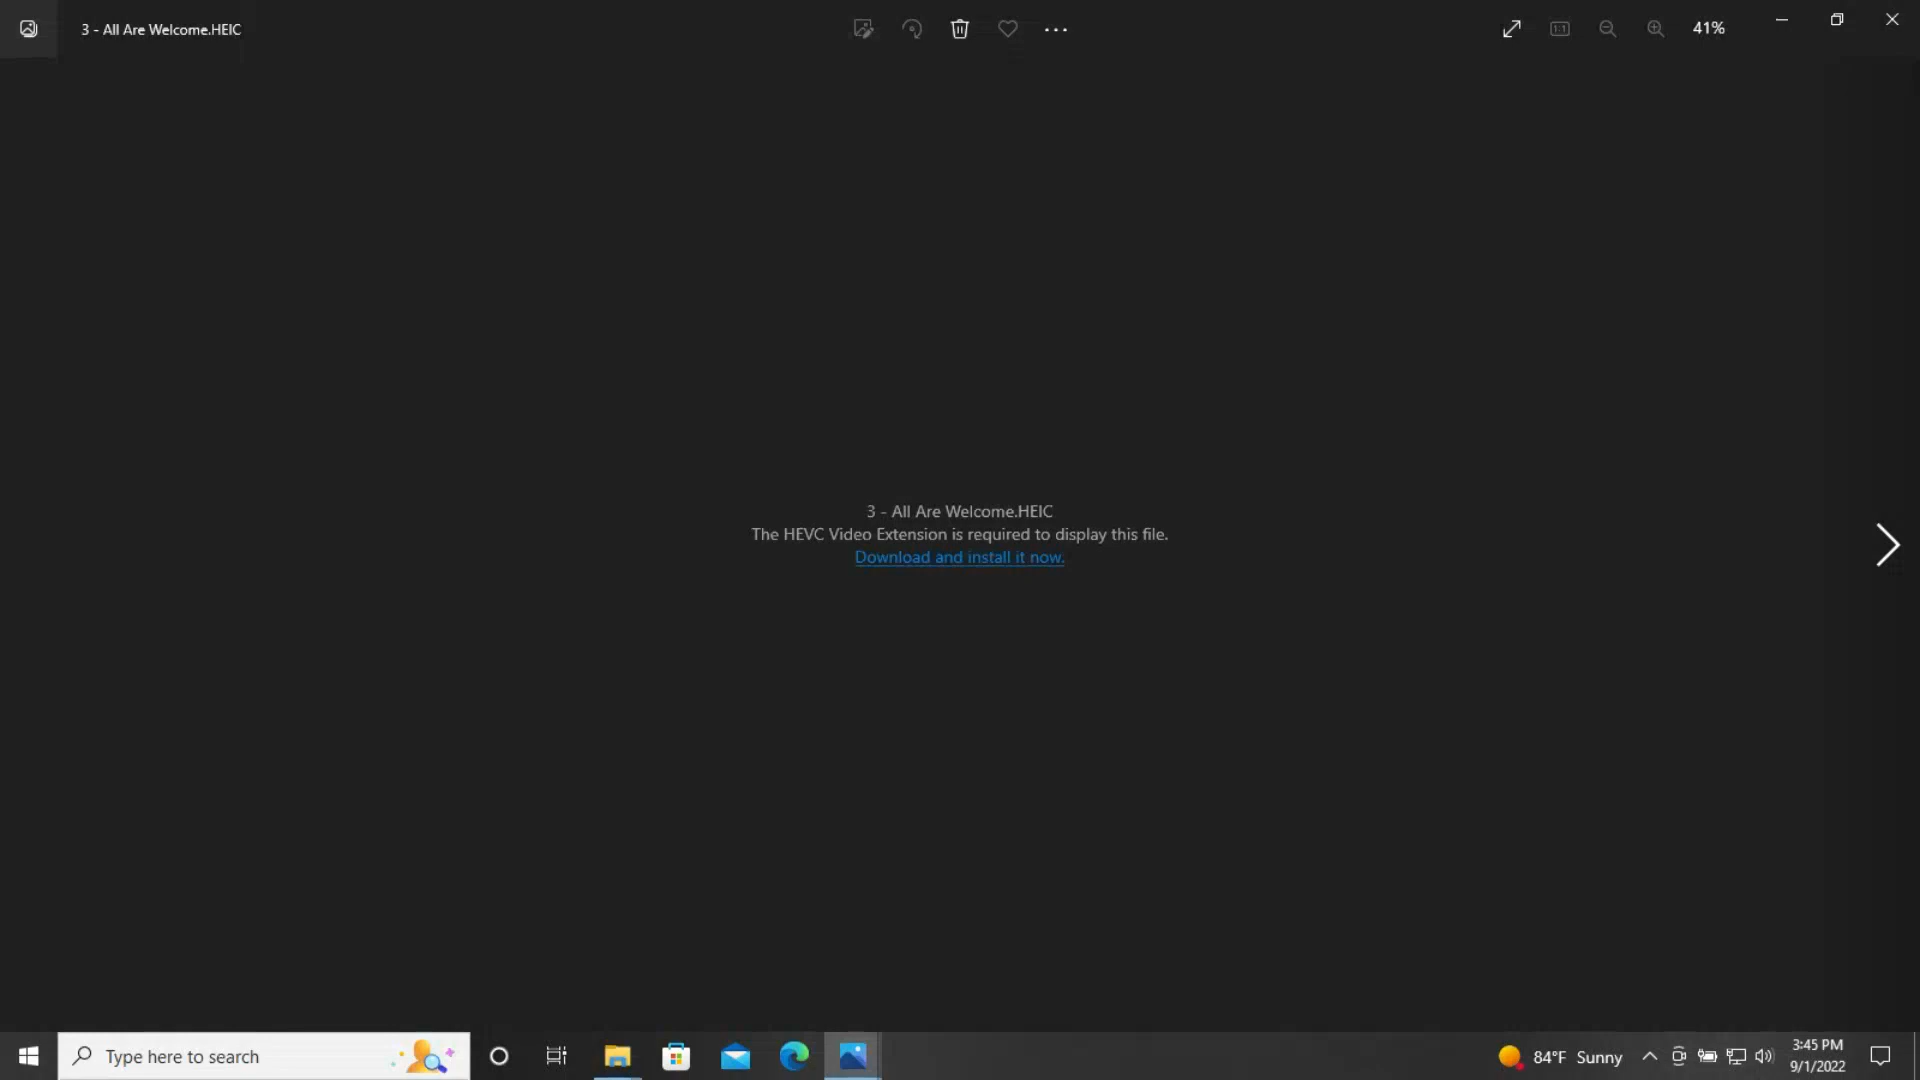 3 - All Are Welcome.HEIC
41%
3 - All Are Welcome.HEIC
The HEVC Video Extension is required to display this file.
Download and install it now.
Type here to search
84°F Sunny
3:45 PM
9/1/2022